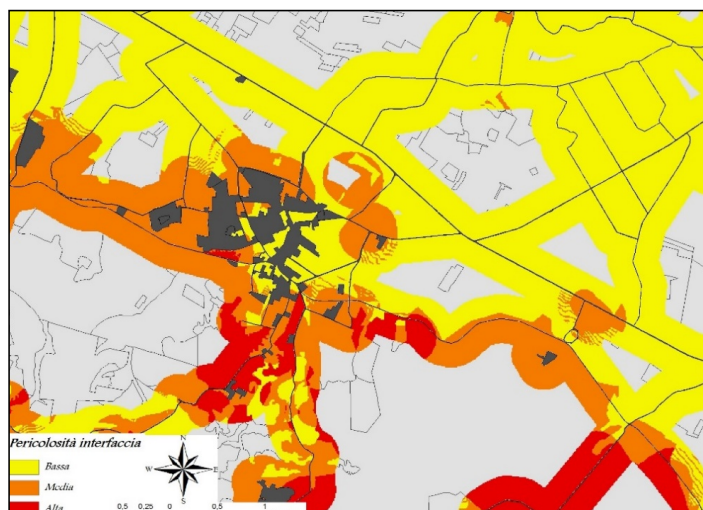 Pericolosità interfaccia
N
Bassa
W E
Media
S
Alta
0,5 0,25 0 0,5 1